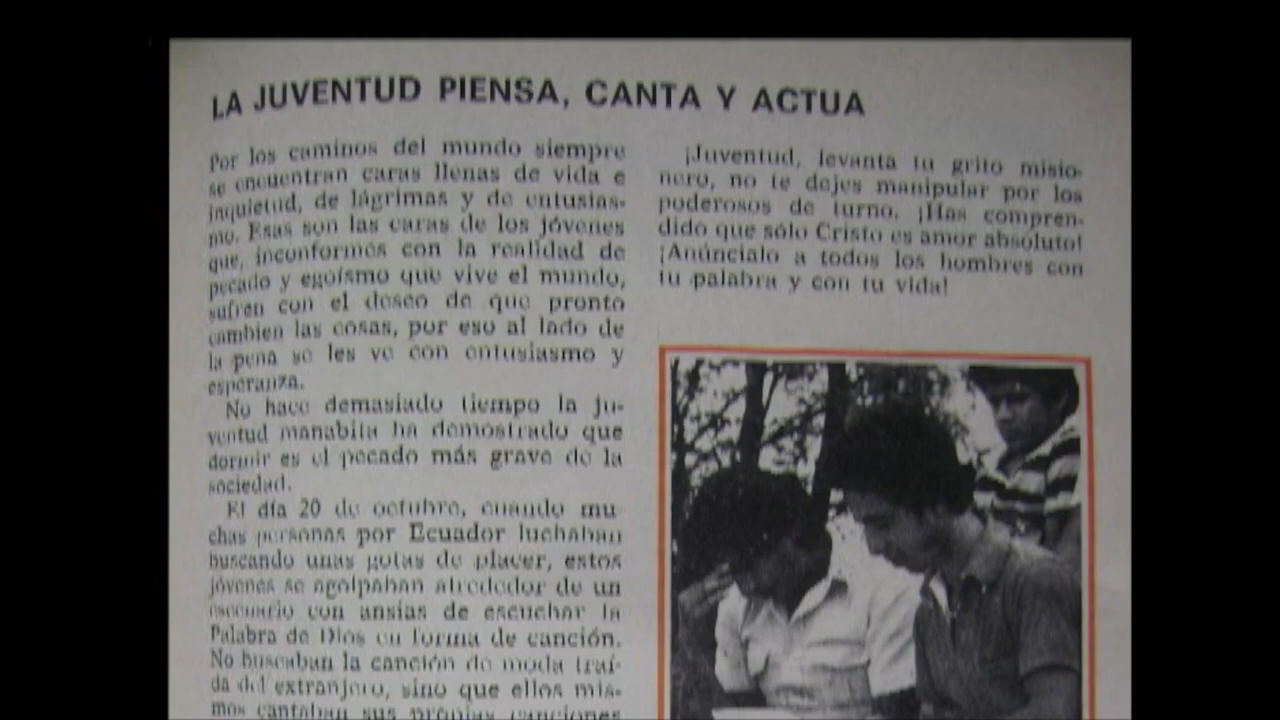 LA JUVENTUD PIENSA, CANTA Y ACTUA
Por los caminos del mundo siempre
se encuentran caras llenas de vida e
inquietud, de lágrimas y de entusias-
mo. Esas son las caras de los jóvenes
que, inconformes con la realidad de
pecado y egoísmo que vive el mundo,
sufren con el deseo de que pronto
cambien las cosas, por eso al lado de
la pena se les ve con entusiasmo y
esperanza.
No hace demasiado tiempo la ju-
ventud manabita ha demostrado que
dormir es el pecado más grave de la
sociedad.
El día 20 de octubre, cuando mu-
chas personas por Ecuador luchaban
buscando unas gotas de placer, estos
jóvenes se agolpaban alrededor de un
escenario con ansias de escuchar la
Palabra de Dios en forma de canción.
No buscaban la canción de moda traí-
da del extranjero, sino que ellos mis-
mos cantaban sus propias canciones
¡Juventud, levanta tu grito misio-
nero, no te dejes manipular por los
poderosos de turno. ¡Has compren-
dido que sólo Cristo es amor absoluto!
¡Anúncialo a todos los hombres con
tu palabra y con tu vida!